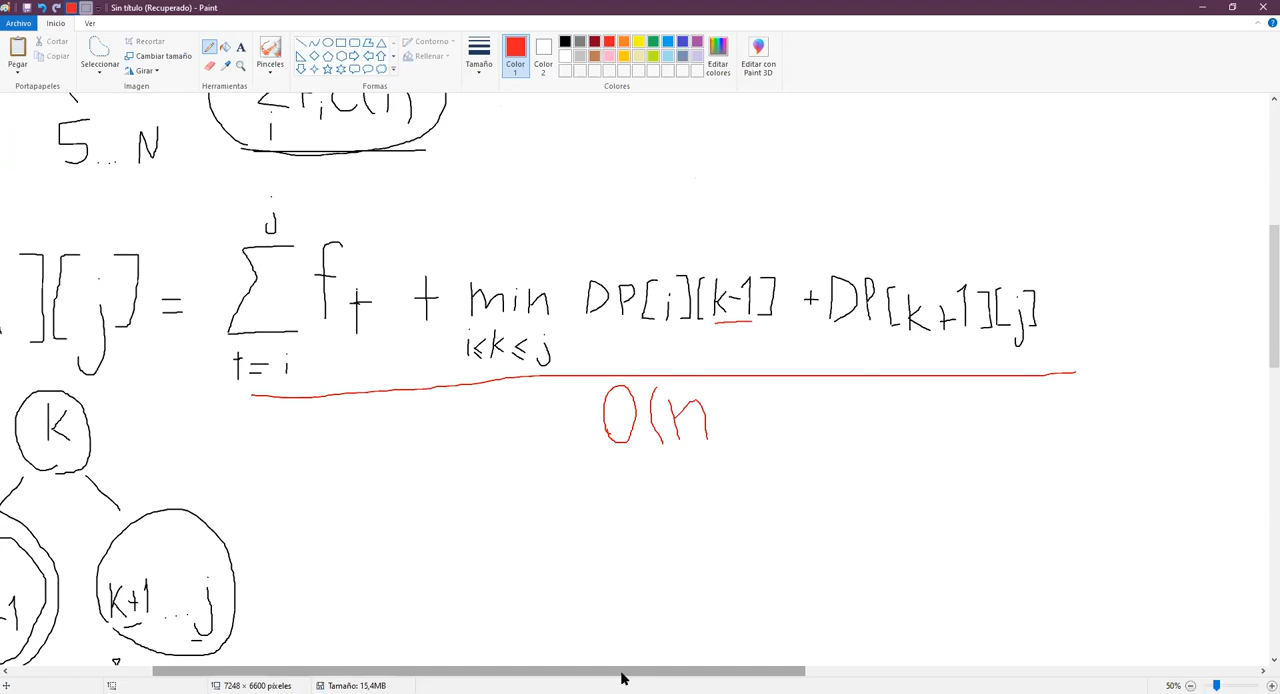 Sin título (Recuperado) - Paint
Archivo Inicio Ver
Pegar
Cortar
Copiar
Portapapeles
Seleccionar
Recortar
Cambiar tamaño
Girar
Imagen
A
Herramientas
Pinceles
Contorno
Rellenar
Formas
Tamaño
Color 1
Color 2
Editar colores
Editar con Paint 3D
Colores
5... N
][j] = ∑_{t=i}^{j} f_t + min_{i≤k≤j} DP[i][k-1] + DP[k+1][j]
O(n
k
-1
k+1 ... j
7248 × 6600 píxeles
Tamaño: 15,4MB
50%